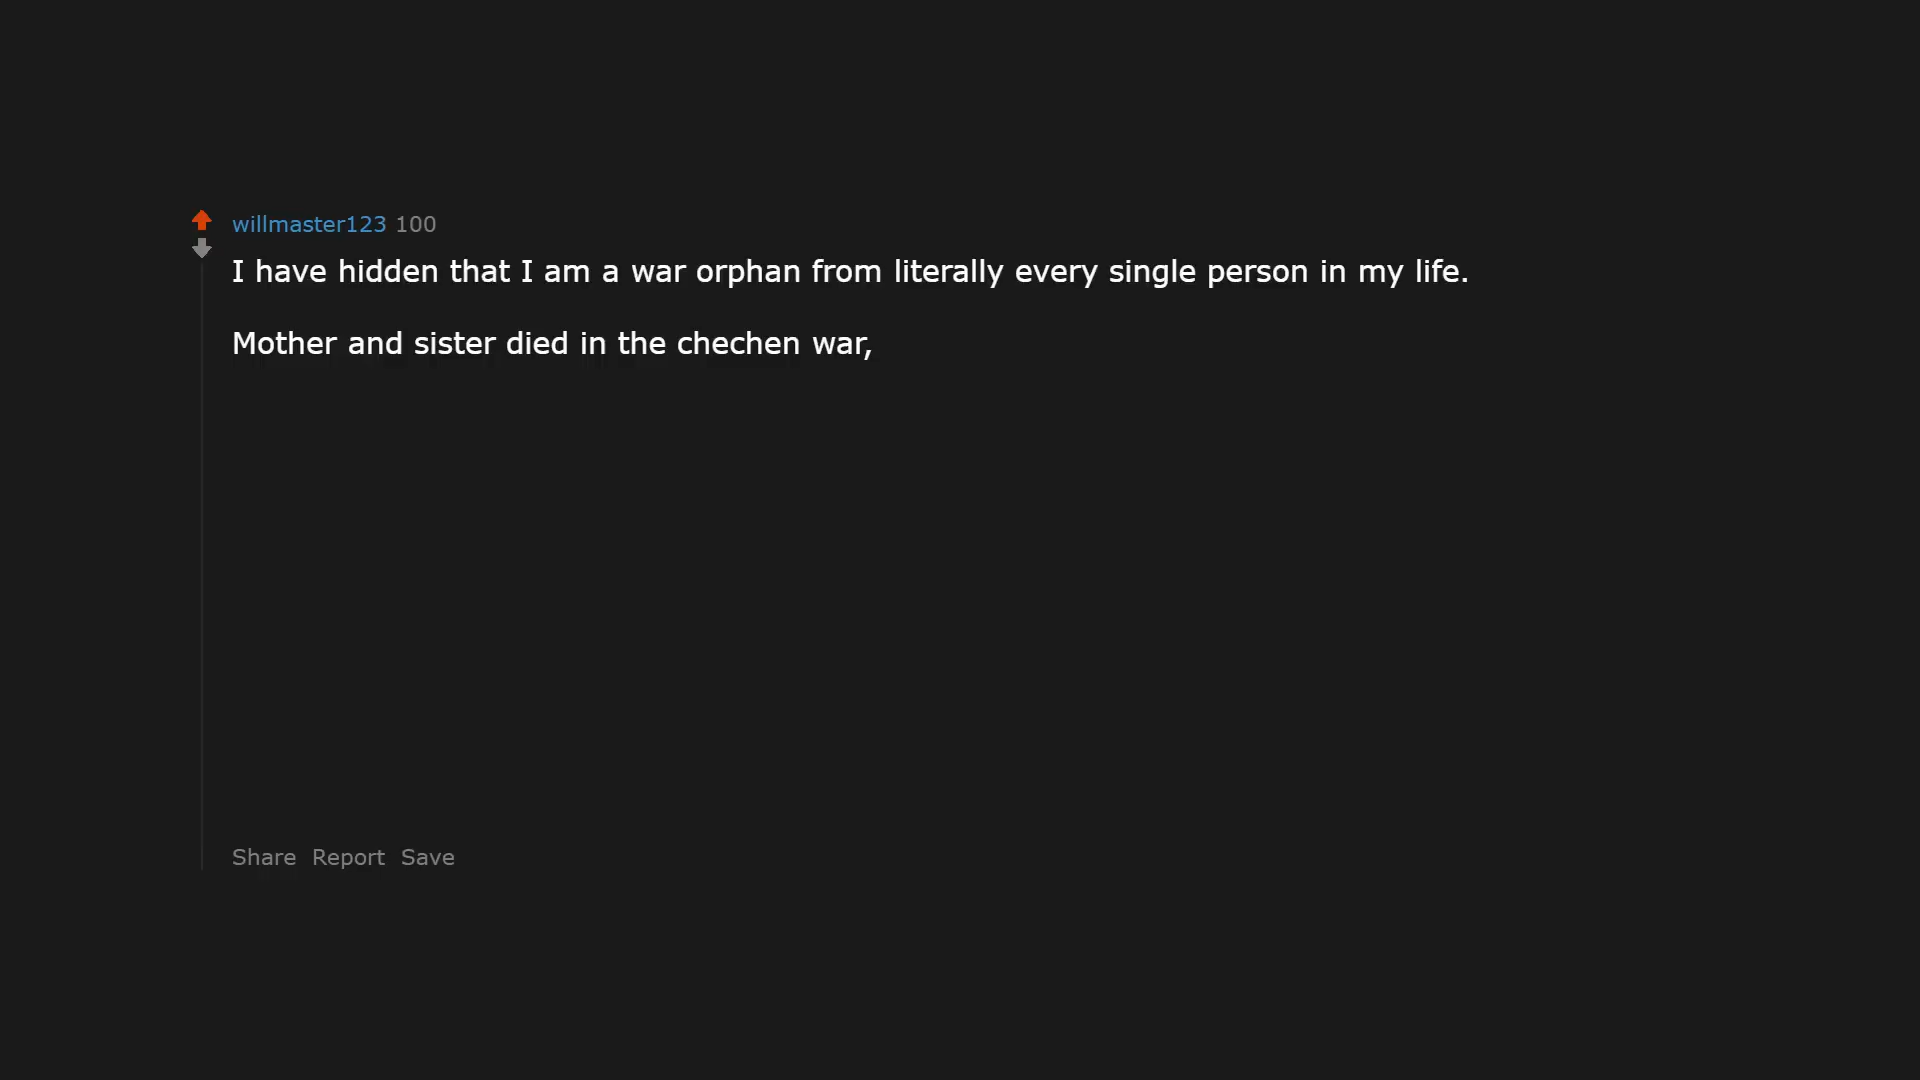 willmaster123 100
I have hidden that I am a war orphan from literally every single person in my life.
Mother and sister died in the chechen war,
Share Report Save